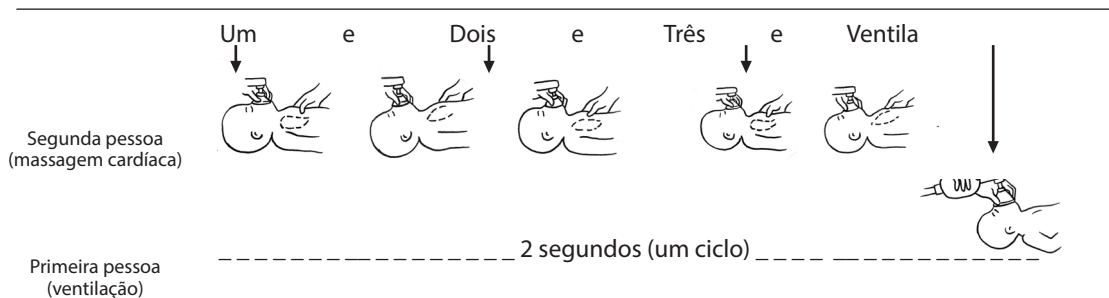 Um e Dois e Três e Ventila
Segunda pessoa
(massagem cardíaca)
2 segundos (um ciclo)
Primeira pessoa
(ventilação)